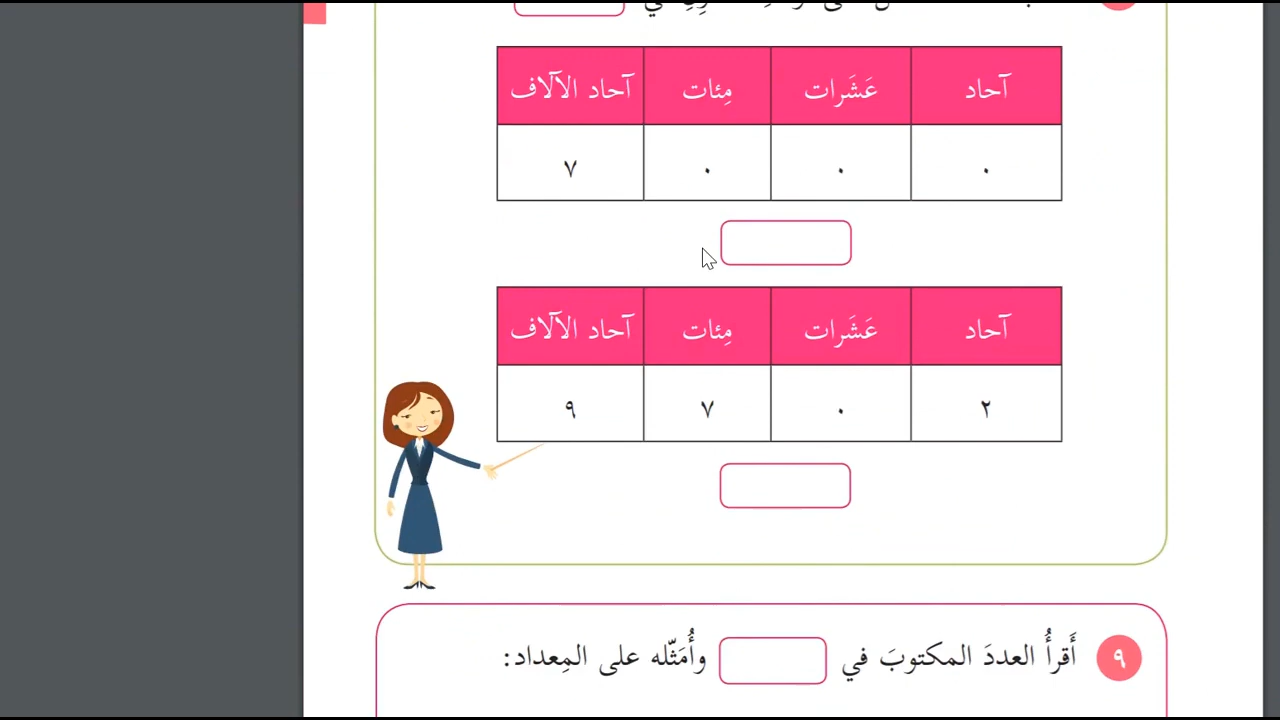 آحاد عَشَرات مِئات آحاد الآلاف
٠ ٠ ٠ ٧
آحاد عَشَرات مِئات آحاد الآلاف
٢ ٠ ٧ ٩
٩ أَقرأُ العددَ المكتوبَ في وأُمَثّله على المِعداد: